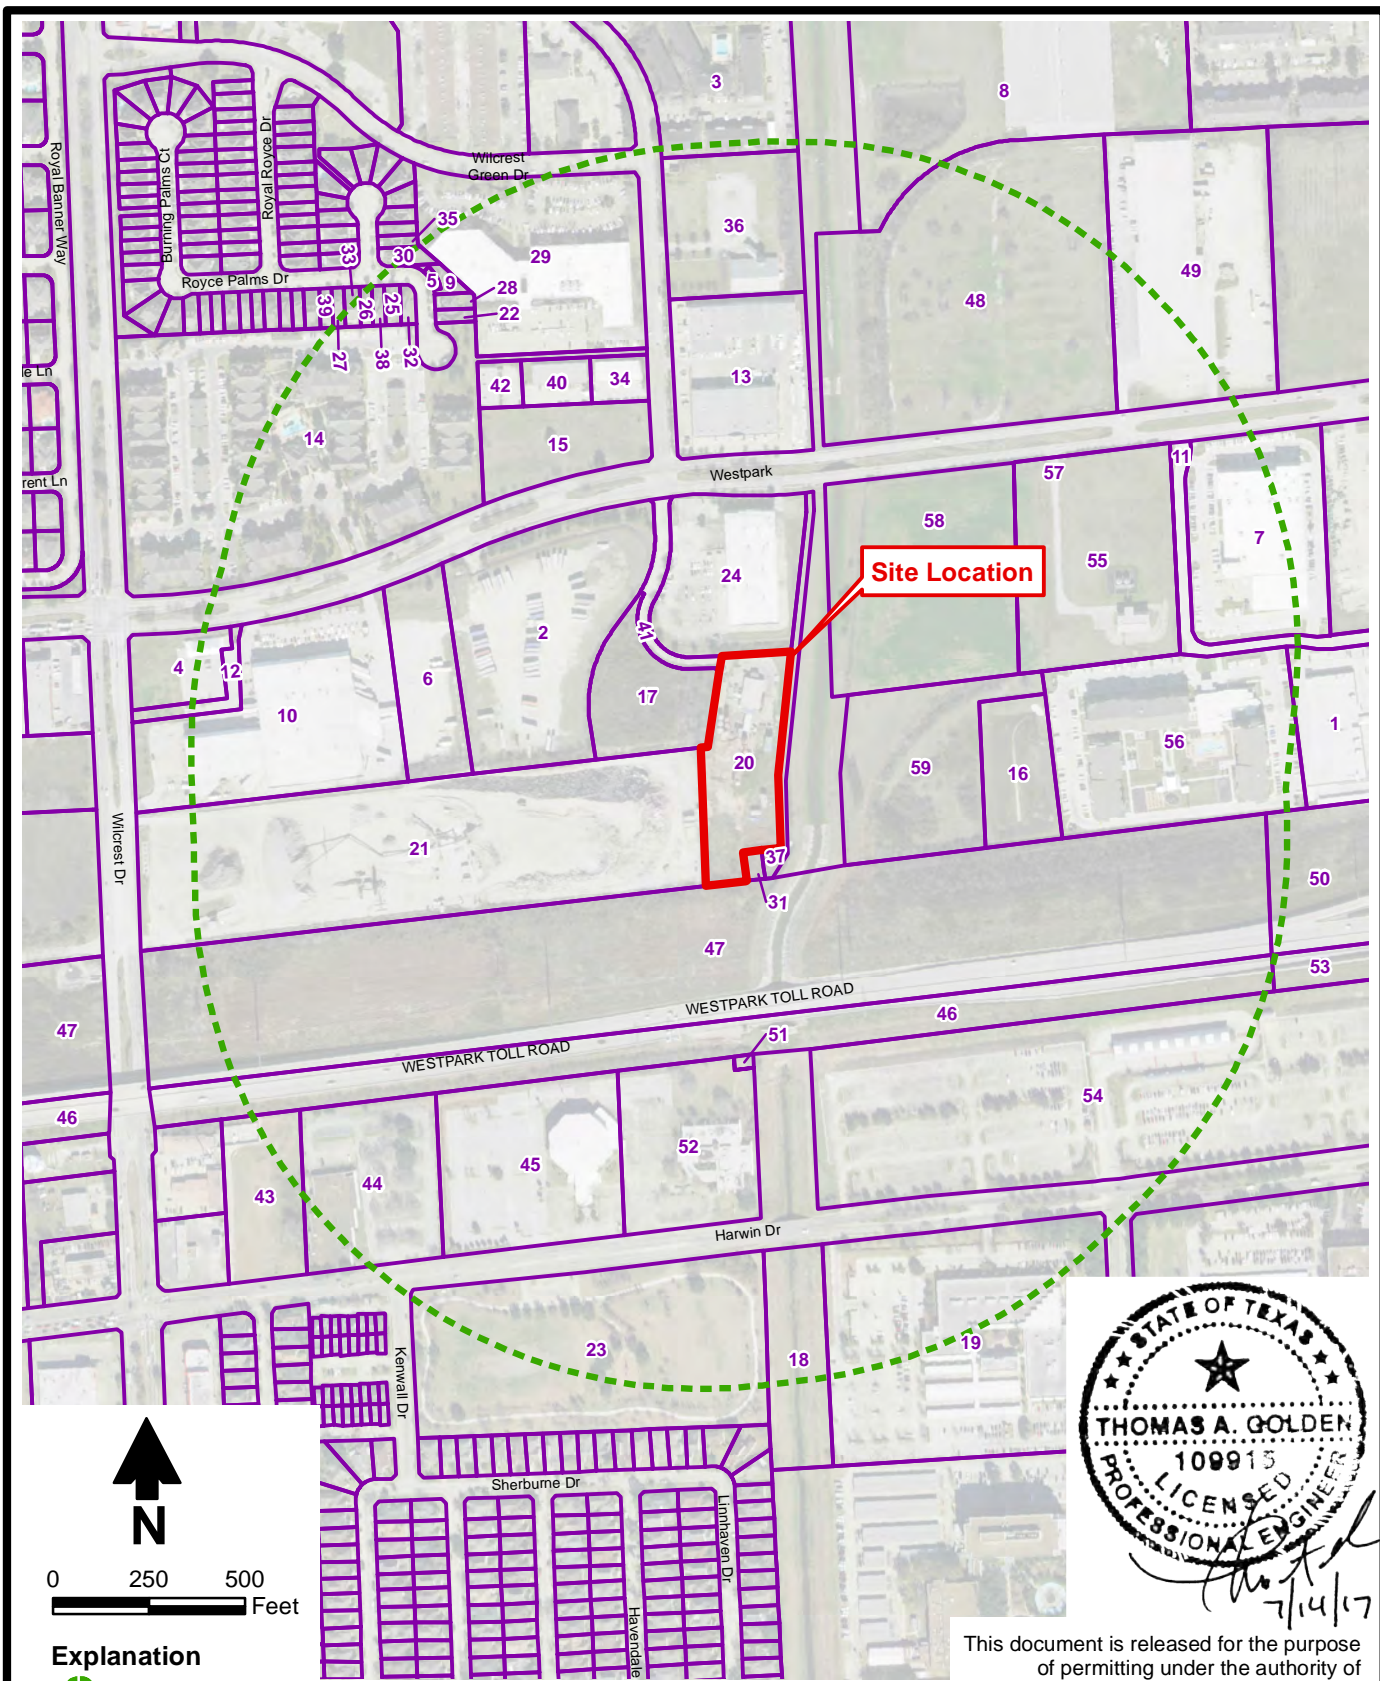 3
8
Wilcrest
Green Dr
Royal Banner Way
Burning Palms Ct
Royal Royce Dr
35
36
33
30
29
49
Royce Palms Dr
5
9
28
48
39
26
25
22
27
38
32
le Ln
42
40
34
13
14
15
rent Ln
Westpark
11
57
58
7
55
24
Site Location
41
2
4
12
6
17
10
1
56
20
59
16
Wilcrest Dr
21
37
50
31
47
53
WESTPARK TOLL ROAD
46
47
51
WESTPARK TOLL ROAD
54
46
52
45
44
43
Harwin Dr
23
18
19
Kenwall Dr
STATE OF TEXAS
THOMAS A. GOLDEN
LICENSED
PROFESSIONAL ENGINEER
7/14/17
Sherburne Dr
Linnhaven Dr
Havendale
N
0 250 500
Feet
Explanation
This document is released for the purpose
of permitting under the authority of